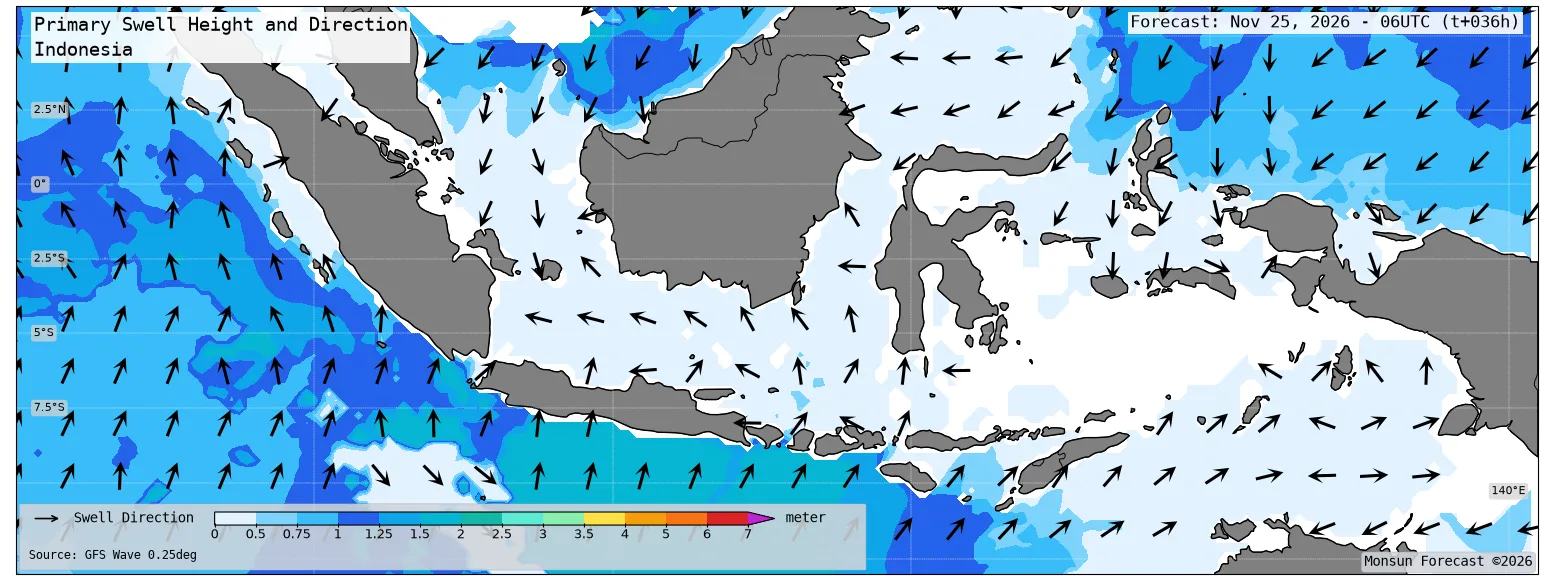 Primary Swell Height and Direction
Indonesia
Forecast: Nov 25, 2026 - 06UTC (t+036h)
2.5°N
0°
2.5°S
5°S
7.5°S
140°E
Swell Direction
0 0.5 0.75 1 1.25 1.5 2 2.5 3 3.5 4 5 6 7
meter
Source: GFS Wave 0.25deg
Monsun Forecast ©2026